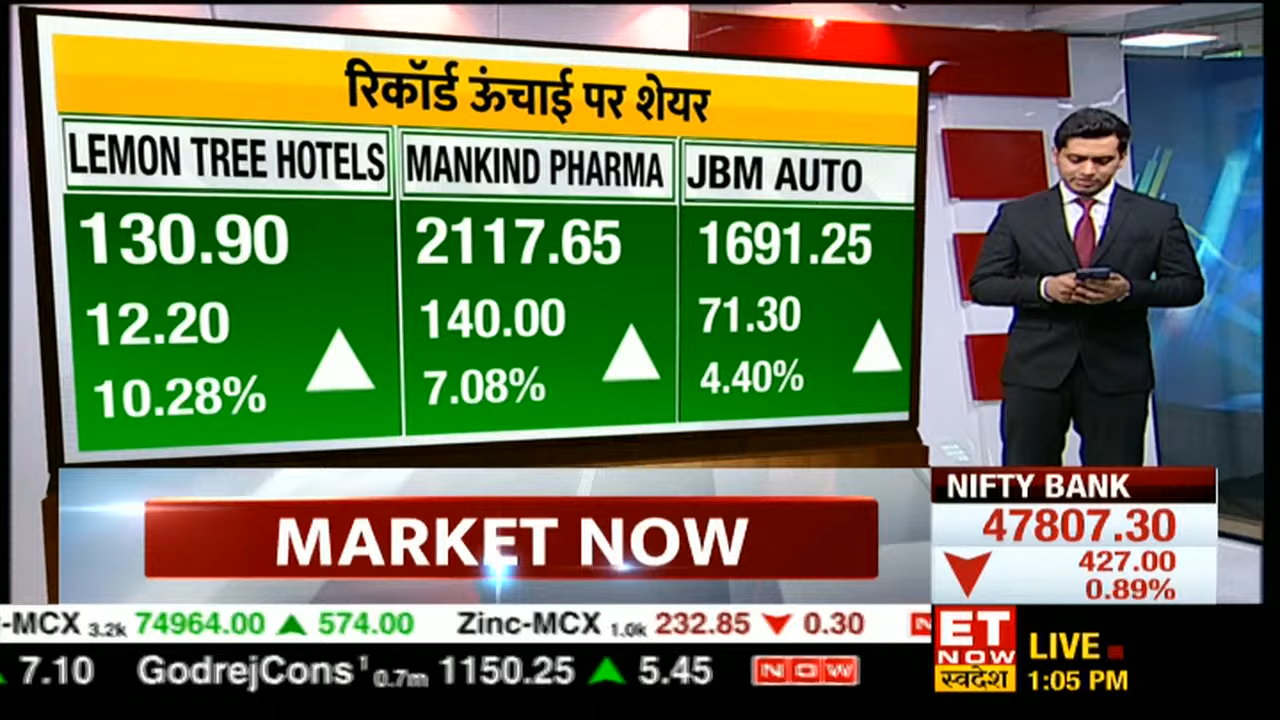 रिकॉर्ड ऊंचाई पर शेयर
LEMON TREE HOTELS
130.90
12.20
10.28%
MANKIND PHARMA
2117.65
140.00
7.08%
JBM AUTO
1691.25
71.30
4.40%
MARKET NOW
NIFTY BANK
47807.30
427.00
0.89%
-MCX 3.2k 74964.00 574.00 Zinc-MCX 1.0k 232.85 0.30
7.10 GodrejCons 0.7m 1150.25 5.45 NOW
ET
NOW
स्वदेश
LIVE
1:05 PM